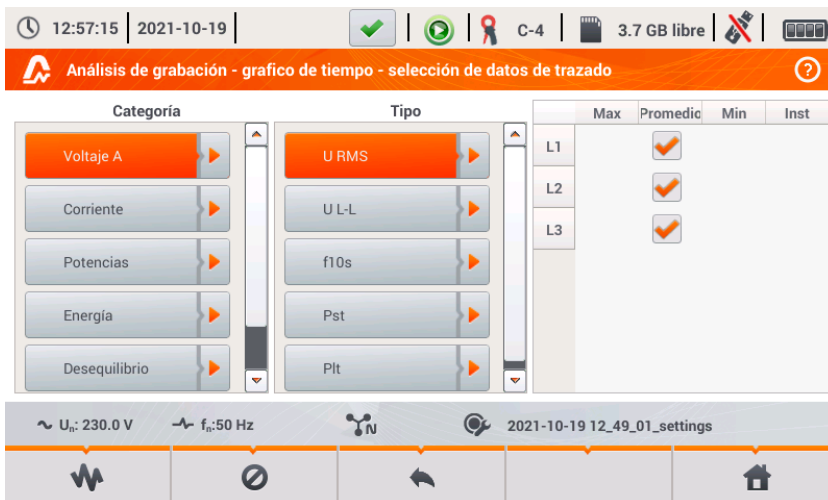 12:57:15 2021-10-19 C-4 3.7 GB libre
Análisis de grabación - grafico de tiempo - selección de datos de trazado ?
Categoría
Voltaje A
Corriente
Potencias
Energía
Desequilibrio
Tipo
U RMS
U L-L
f10s
Pst
Plt
Max Promedio Min Inst
L1
L2
L3
Un: 230.0 V fn:50 Hz N 2021-10-19 12_49_01_settings